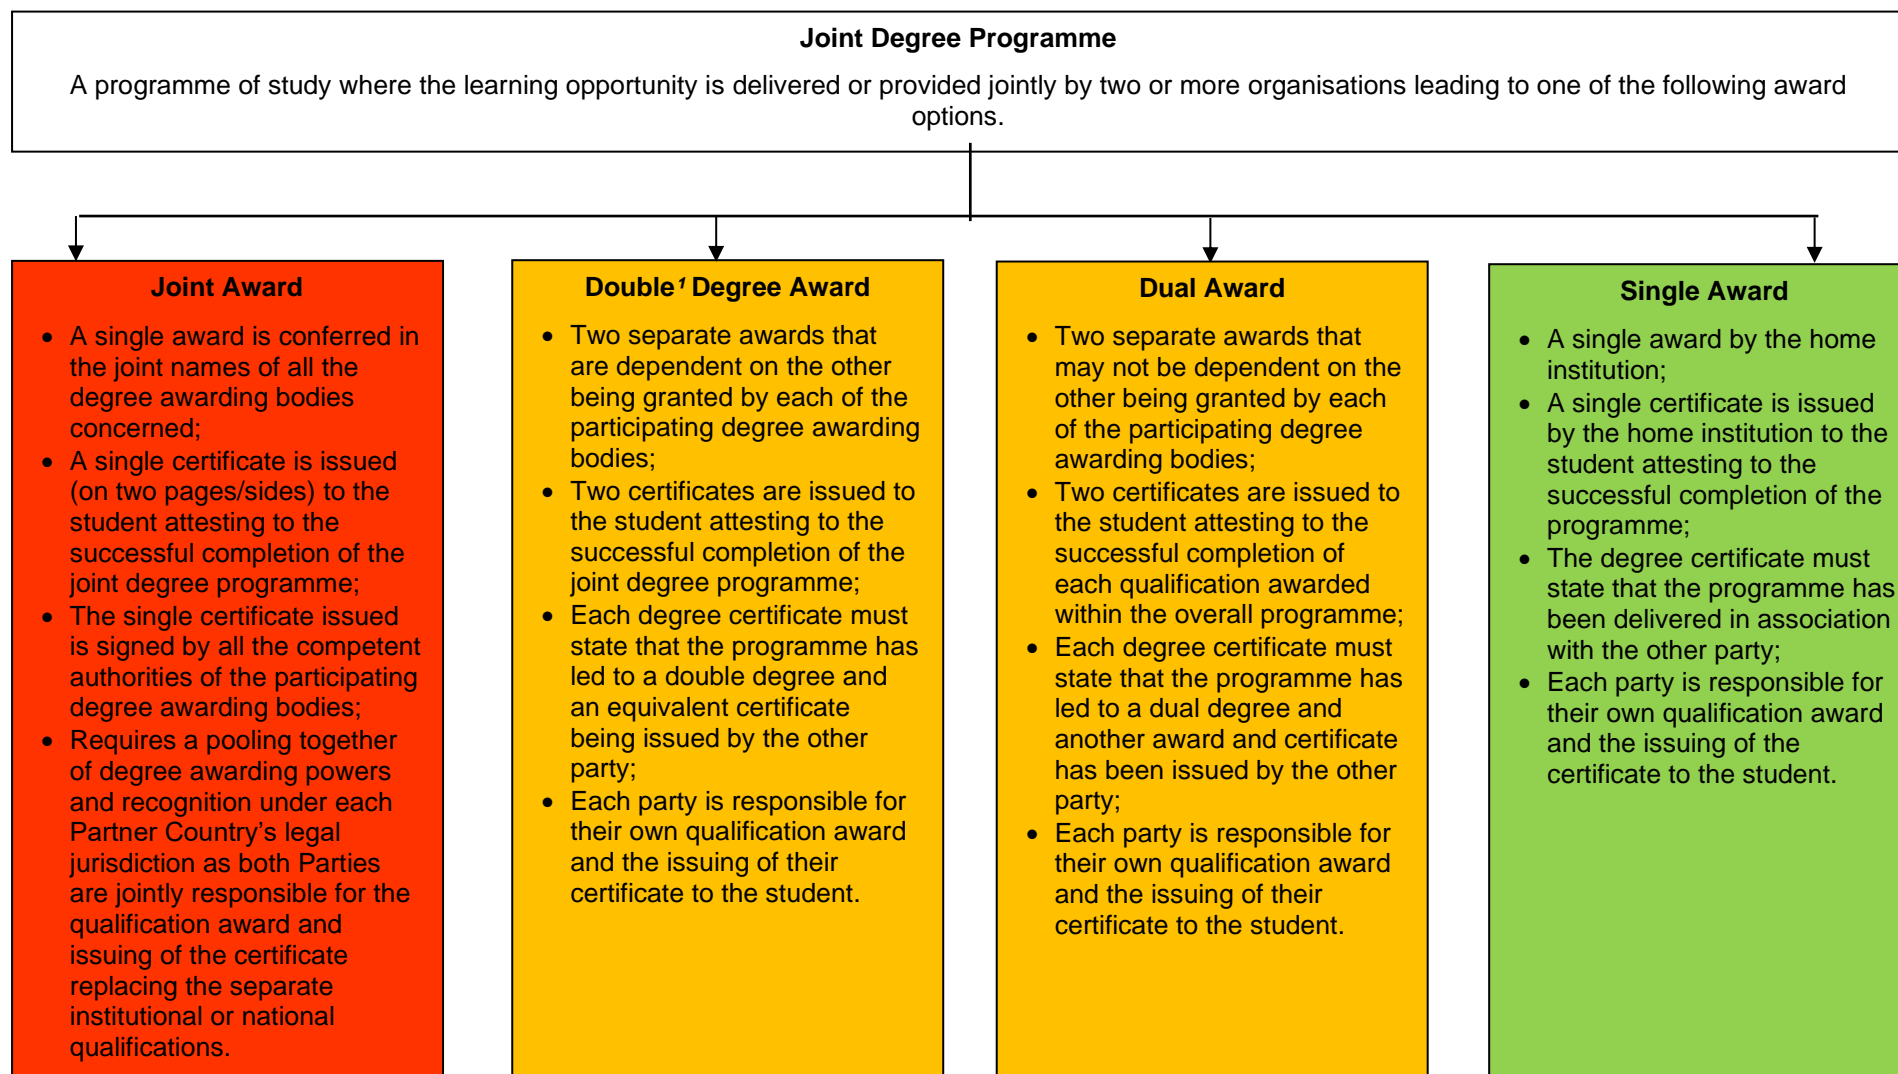 Joint Degree Programme
A programme of study where the learning opportunity is delivered or provided jointly by two or more organisations leading to one of the following award
options.
Joint Award
• A single award is conferred in
the joint names of all the
degree awarding bodies
concerned;
• A single certificate is issued
(on two pages/sides) to the
student attesting to the
successful completion of the
joint degree programme;
• The single certificate issued
is signed by all the competent
authorities of the participating
degree awarding bodies;
• Requires a pooling together
of degree awarding powers
and recognition under each
Partner Country’s legal
jurisdiction as both Parties
are jointly responsible for the
qualification award and
issuing of the certificate
replacing the separate
institutional or national
qualifications.
Double¹ Degree Award
• Two separate awards that
are dependent on the other
being granted by each of the
participating degree awarding
bodies;
• Two certificates are issued to
the student attesting to the
successful completion of the
joint degree programme;
• Each degree certificate must
state that the programme has
led to a double degree and
an equivalent certificate
being issued by the other
party;
• Each party is responsible for
their own qualification award
and the issuing of their
certificate to the student.
Dual Award
• Two separate awards that
may not be dependent on the
other being granted by each
of the participating degree
awarding bodies;
• Two certificates are issued to
the student attesting to the
successful completion of
each qualification awarded
within the overall programme;
• Each degree certificate must
state that the programme has
led to a dual degree and
another award and certificate
has been issued by the other
party;
• Each party is responsible for
their own qualification award
and the issuing of their
certificate to the student.
Single Award
• A single award by the home
institution;
• A single certificate is issued
by the home institution to the
student attesting to the
successful completion of the
programme;
• The degree certificate must
state that the programme has
been delivered in association
with the other party;
• Each party is responsible for
their own qualification award
and the issuing of the
certificate to the student.